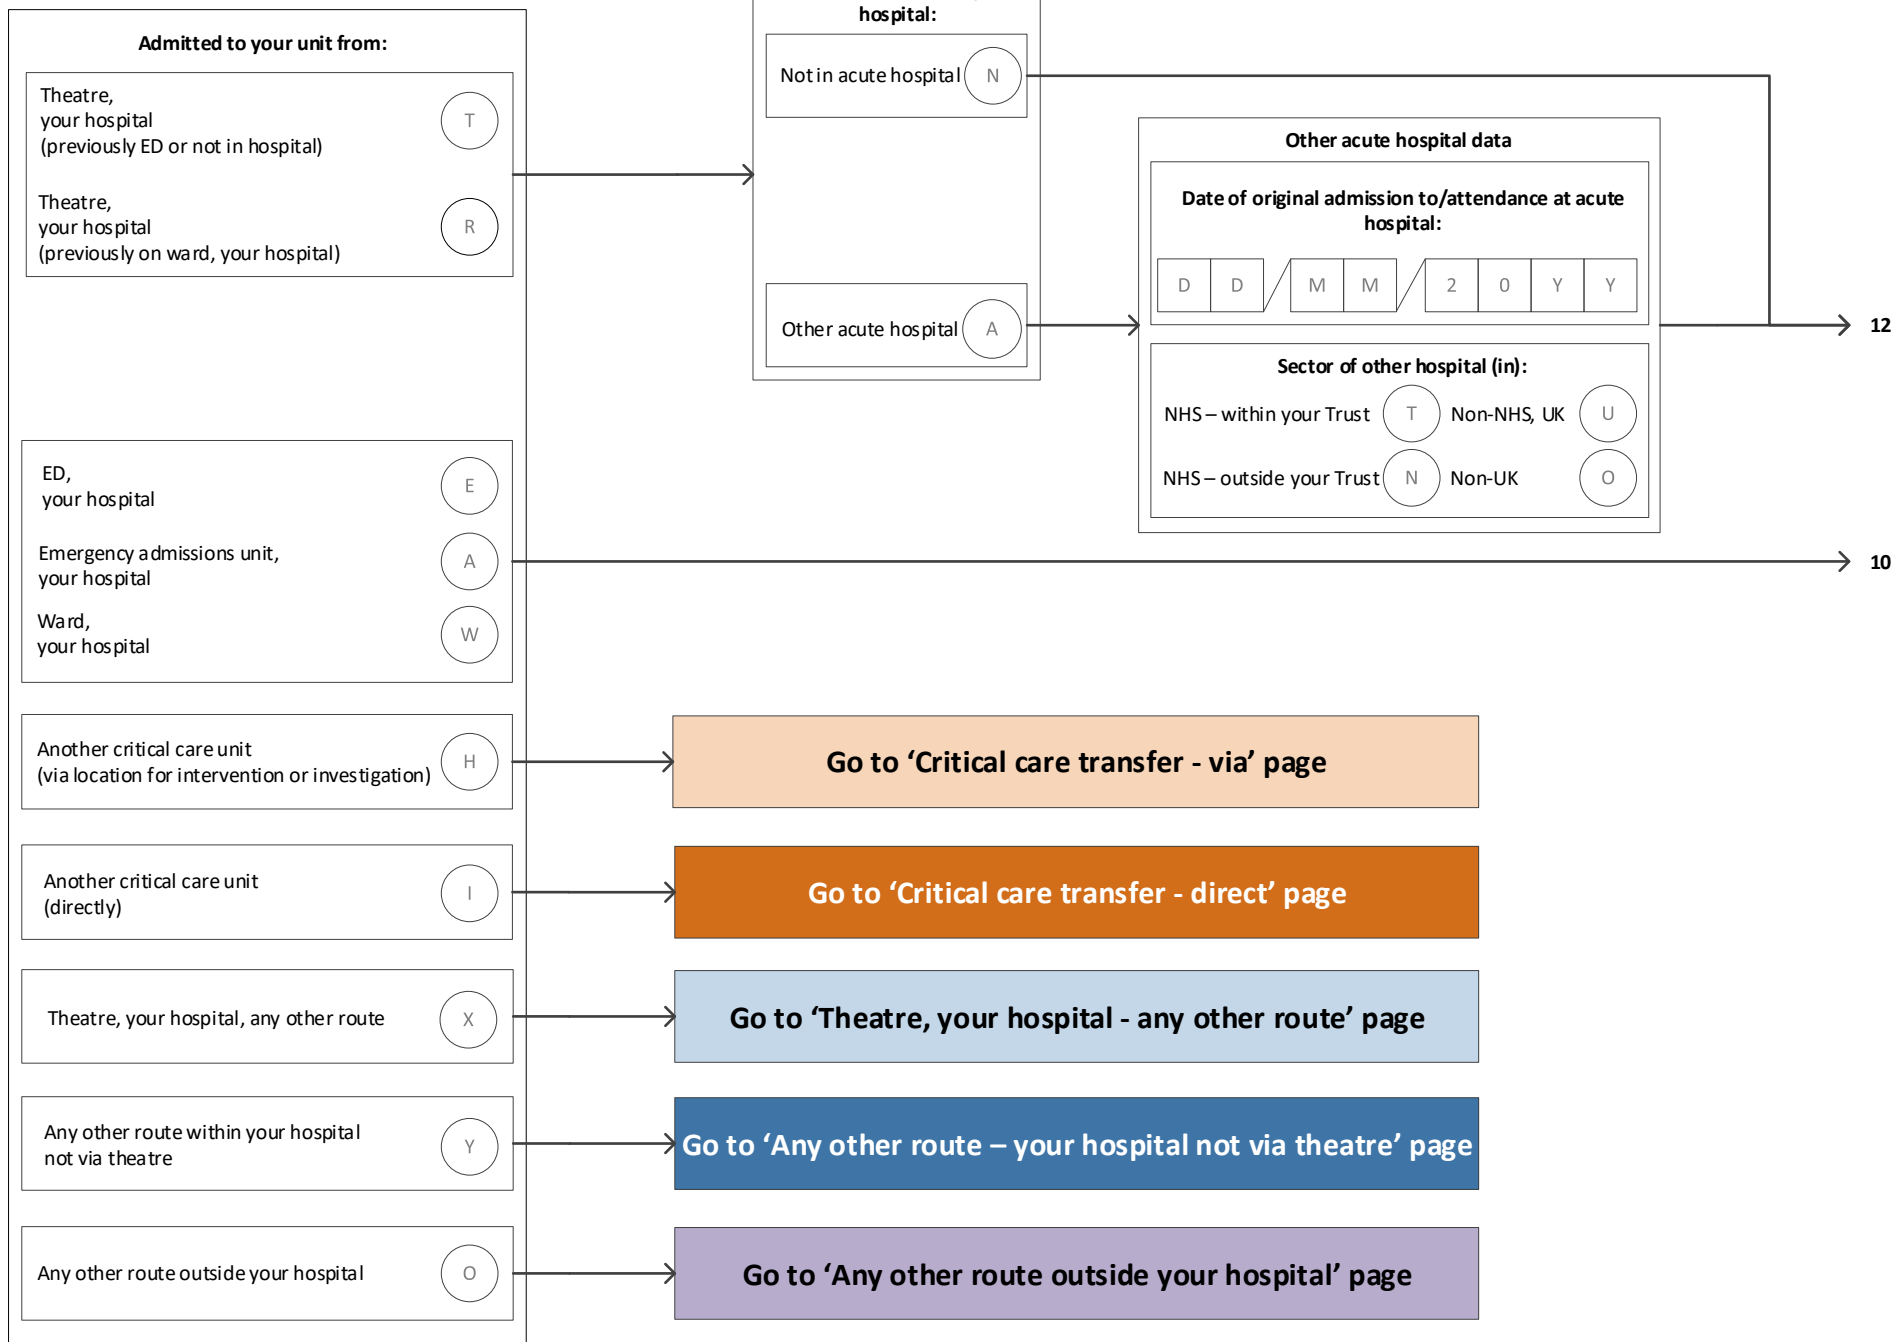 Admitted to your unit from:
Theatre,
your hospital
(previously ED or not in hospital)
T
Theatre,
your hospital
(previously on ward, your hospital)
R
hospital:
Not in acute hospital
N
Other acute hospital
A
Other acute hospital data
Date of original admission to/attendance at acute
hospital:
D D / M M / 2 0 Y Y
Sector of other hospital (in):
NHS – within your Trust T Non-NHS, UK U
NHS – outside your Trust N Non-UK O
12
ED,
your hospital
E
Emergency admissions unit,
your hospital
A
Ward,
your hospital
W
10
Another critical care unit
(via location for intervention or investigation)
H
Go to ‘Critical care transfer - via’ page
Another critical care unit
(directly)
I
Go to ‘Critical care transfer - direct’ page
Theatre, your hospital, any other route
X
Go to ‘Theatre, your hospital - any other route’ page
Any other route within your hospital
not via theatre
Y
Go to ‘Any other route – your hospital not via theatre’ page
Any other route outside your hospital
O
Go to ‘Any other route outside your hospital’ page